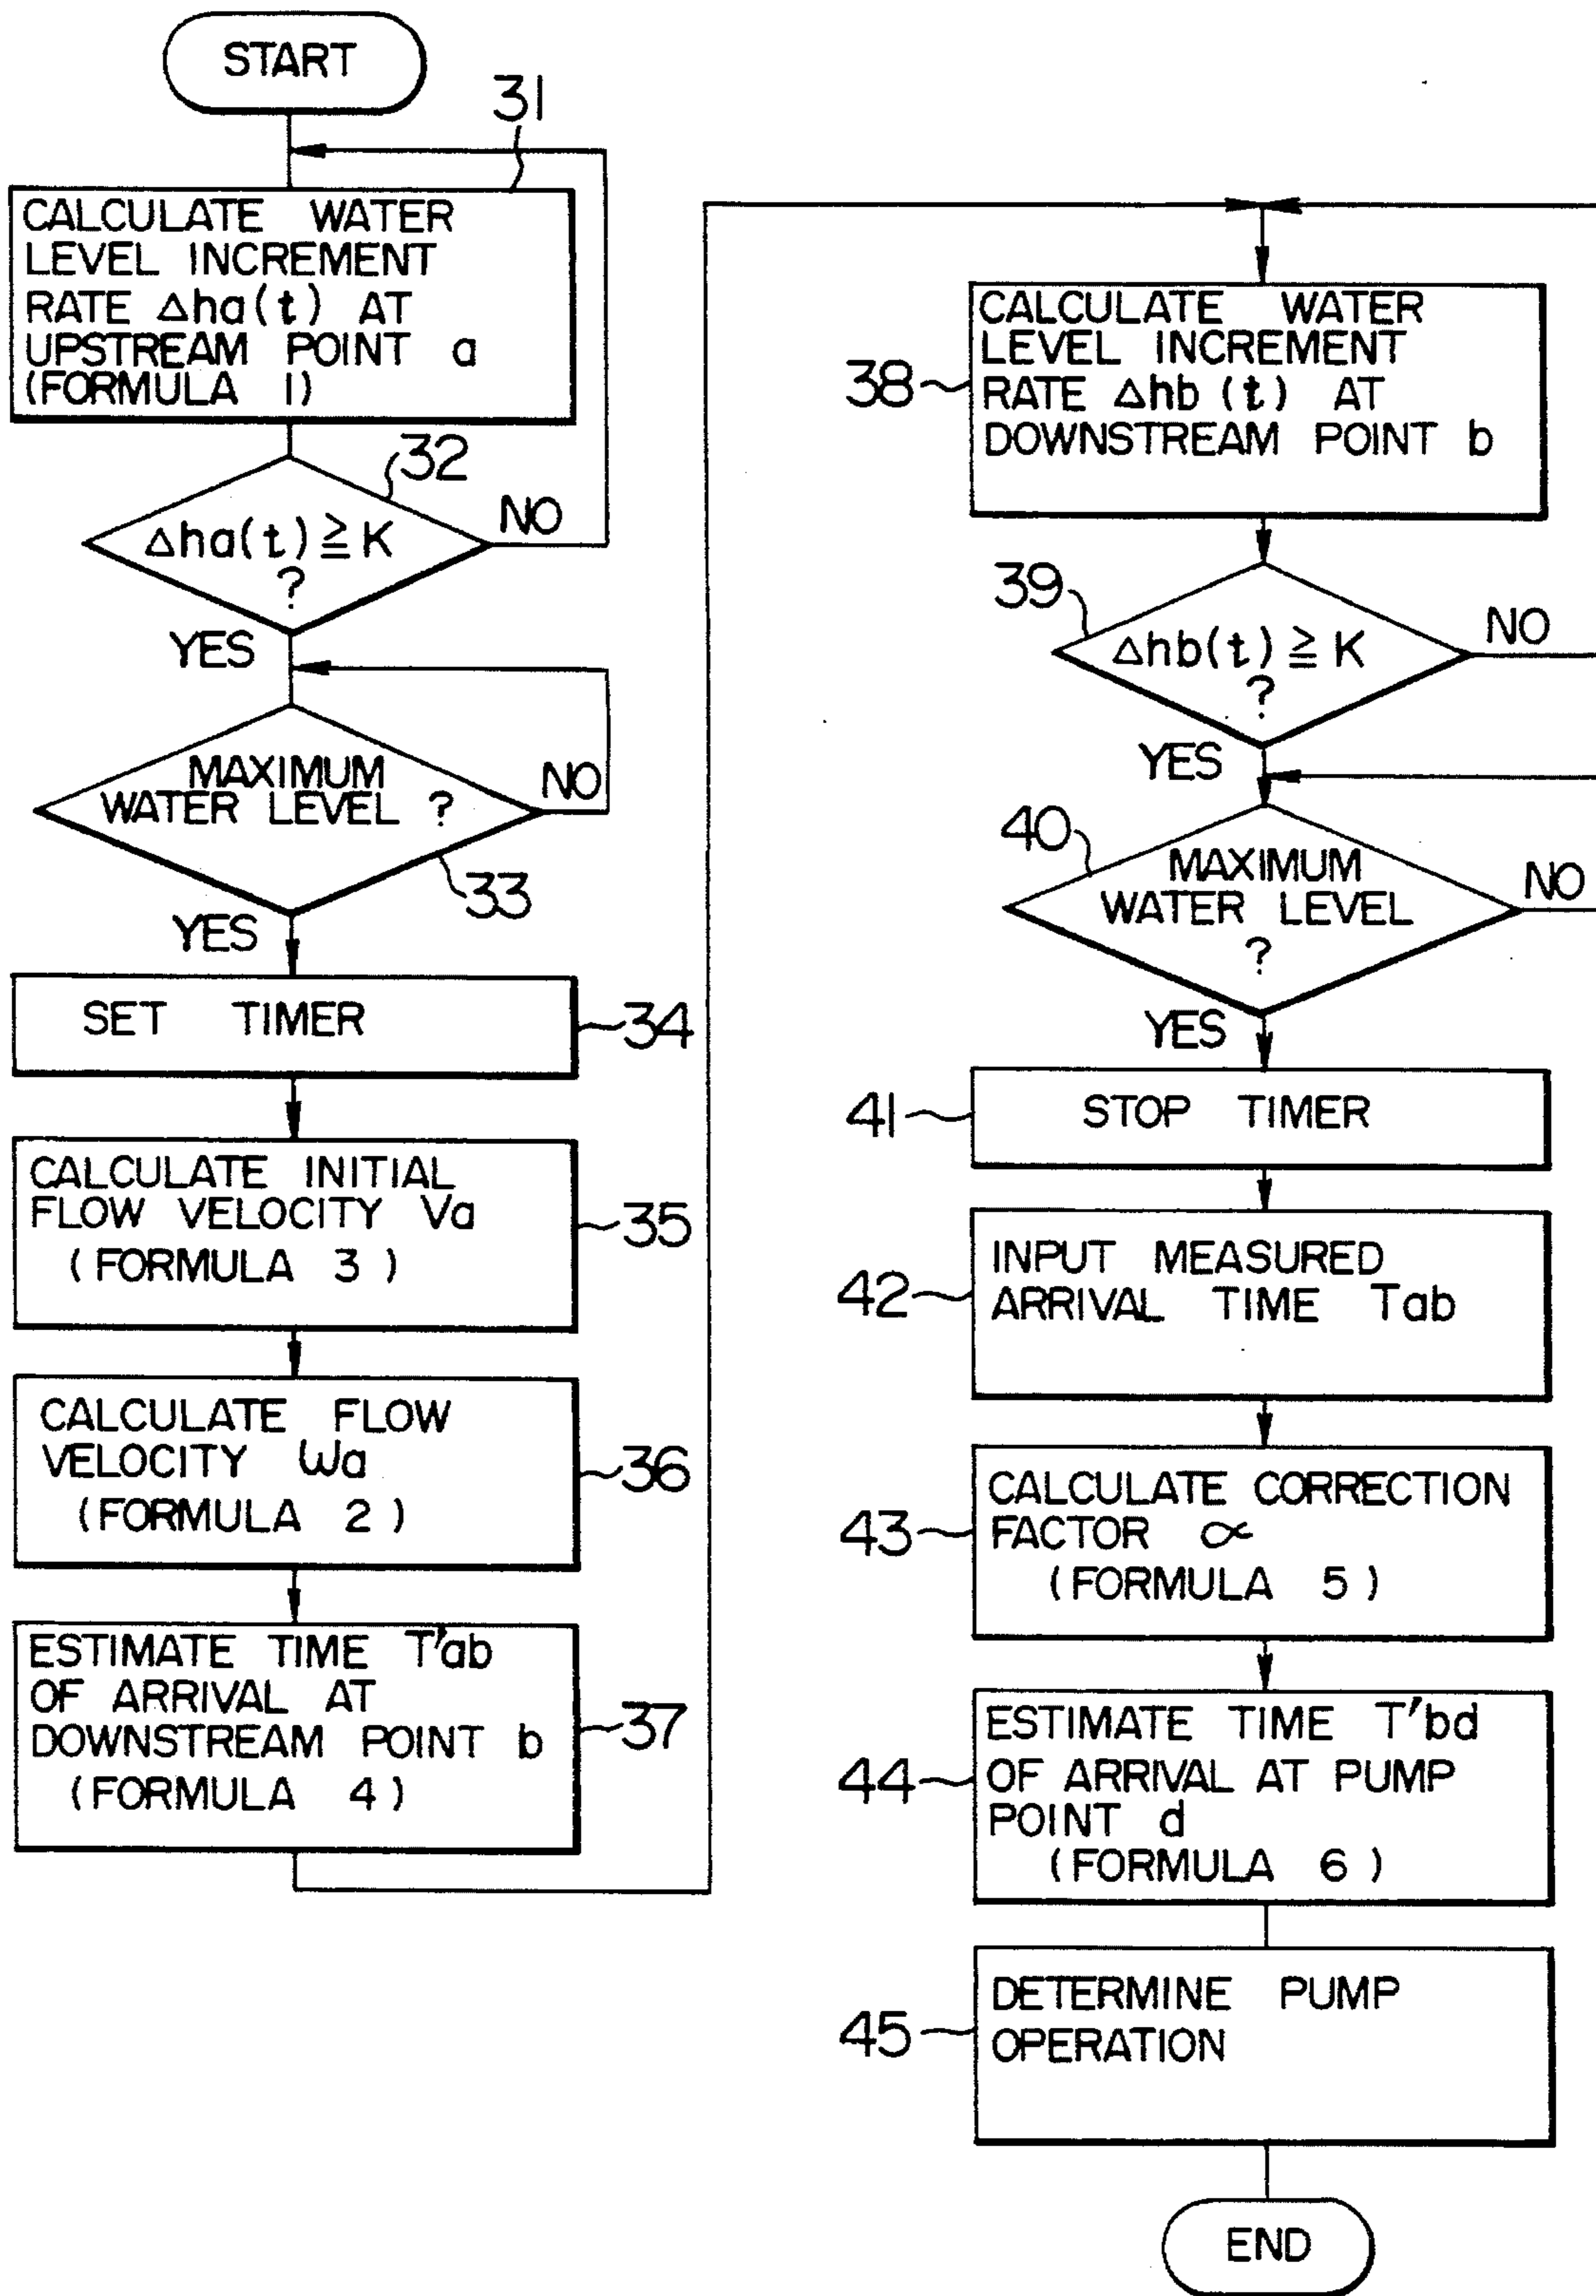 START
31
CALCULATE WATER
LEVEL INCREMENT
RATE Δha(t) AT
UPSTREAM POINT a
(FORMULA 1)
32
Δha(t) ≧ K
?
NO
YES
MAXIMUM
WATER LEVEL ?
NO
33
YES
SET TIMER
34
CALCULATE INITIAL
FLOW VELOCITY Va
(FORMULA 3)
35
CALCULATE FLOW
VELOCITY ωa
(FORMULA 2)
36
ESTIMATE TIME T'ab
OF ARRIVAL AT
DOWNSTREAM POINT b
(FORMULA 4)
37
CALCULATE WATER
LEVEL INCREMENT
RATE Δhb (t) AT
DOWNSTREAM POINT b
38
39
Δhb(t) ≧ K
?
NO
YES
40
MAXIMUM
WATER LEVEL
?
NO
YES
41
STOP TIMER
42
INPUT MEASURED
ARRIVAL TIME Tab
43
CALCULATE CORRECTION
FACTOR α
(FORMULA 5)
44
ESTIMATE TIME T'bd
OF ARRIVAL AT PUMP
POINT d
(FORMULA 6)
45
DETERMINE PUMP
OPERATION
END